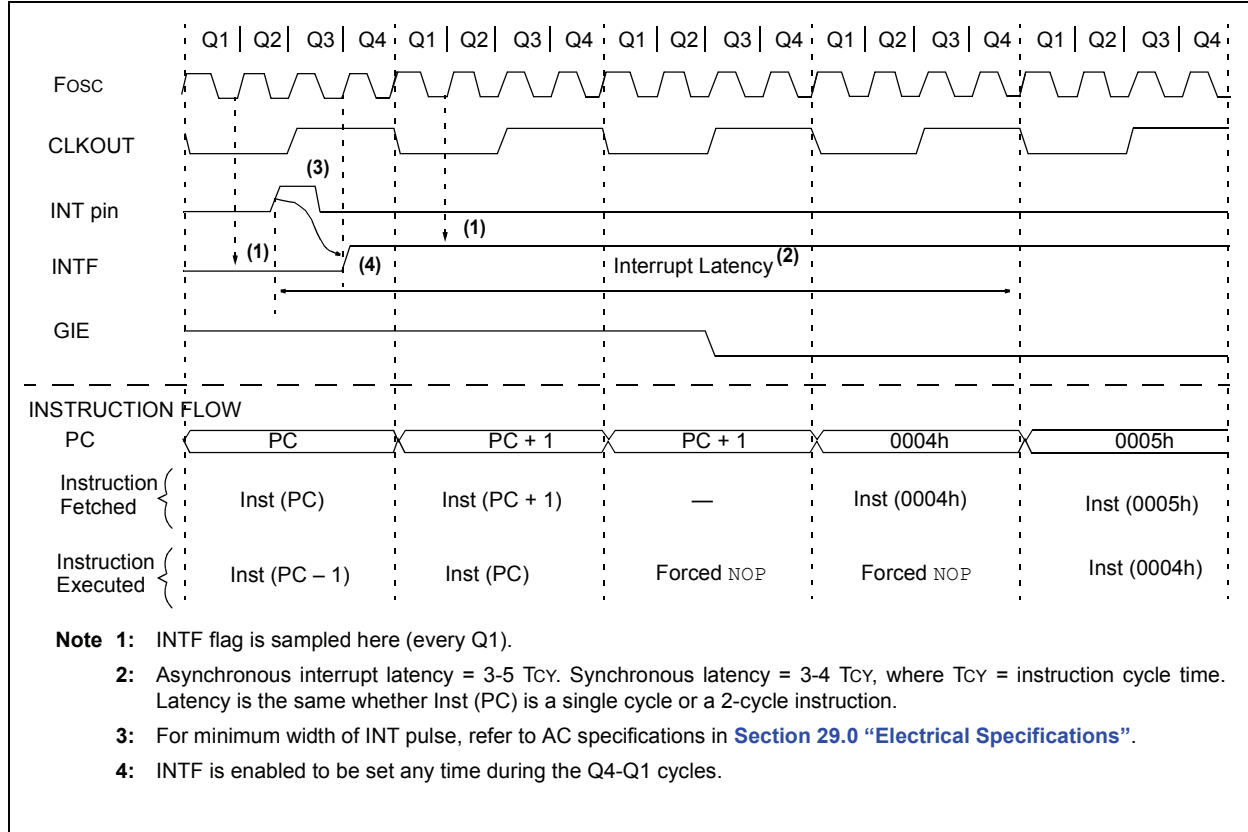 Q1 | Q2 | Q3 | Q4 Q1 | Q2 | Q3 | Q4 Q1 | Q2 | Q3 | Q4 Q1 | Q2 | Q3 | Q4 Q1 | Q2 | Q3 | Q4
FOSC
CLKOUT
(3)
INT pin
(1)
(1)
INTF
(4)
Interrupt Latency(2)
GIE
INSTRUCTION FLOW
PC PC PC + 1 PC + 1 0004h 0005h
Instruction
Fetched
Inst (PC) Inst (PC + 1) — Inst (0004h) Inst (0005h)
Instruction
Executed
Inst (PC – 1) Inst (PC) Forced NOP Forced NOP Inst (0004h)
Note 1: INTF flag is sampled here (every Q1).
2: Asynchronous interrupt latency = 3-5 TCY. Synchronous latency = 3-4 TCY, where TCY = instruction cycle time.
Latency is the same whether Inst (PC) is a single cycle or a 2-cycle instruction.
3: For minimum width of INT pulse, refer to AC specifications in Section 29.0 “Electrical Specifications”.
4: INTF is enabled to be set any time during the Q4-Q1 cycles.